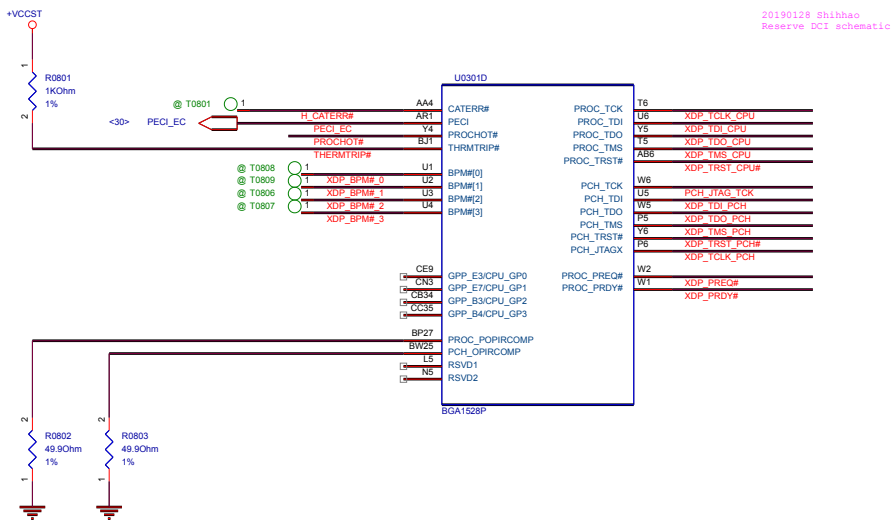 +VCCST
20190128 Shihhao
Reserve DCI schematic
1
R0801
1KOhm
1%
2
U0301D
@ T0801 1 AA4 CATERR# PROC_TCK T6
H_CATERR# AR1 PECI PROC_TDI U6 XDP_TCLK_CPU
<30> PECI_EC
PECI_EC Y4 PROCHOT# PROC_TDO Y5 XDP_TDI_CPU
PROCHOT# BJ1 THRMTRIP# PROC_TMS T5 XDP_TDO_CPU
THERMTRIP# PROC_TRST# AB6 XDP_TMS_CPU
XDP_TRST_CPU#
@ T0808 1 U1 BPM#[0]
@ T0809 1 XDP_BPM#_0 U2 BPM#[1] PCH_TCK W6
@ T0806 1 XDP_BPM#_1 U3 BPM#[2] PCH_TDI U5 PCH_JTAG_TCK
@ T0807 1 XDP_BPM#_2 U4 BPM#[3] PCH_TDO W5 XDP_TDI_PCH
XDP_BPM#_3 PCH_TMS P5 XDP_TDO_PCH
PCH_TRST# Y6 XDP_TMS_PCH
PCH_JTAGX P6 XDP_TRST_PCH#
XDP_TCLK_PCH
CE9 GPP_E3/CPU_GP0 PROC_PREQ# W2
CN3 GPP_E7/CPU_GP1 PROC_PRDY# W1 XDP_PREQ#
CB34 GPP_B3/CPU_GP2 XDP_PRDY#
CC35 GPP_B4/CPU_GP3
BP27 PROC_POPIRCOMP
BW25 PCH_OPIRCOMP
L5 RSVD1
N5 RSVD2
BGA1528P
2 2
R0802 R0803
49.9Ohm 49.9Ohm
1% 1%
1 1